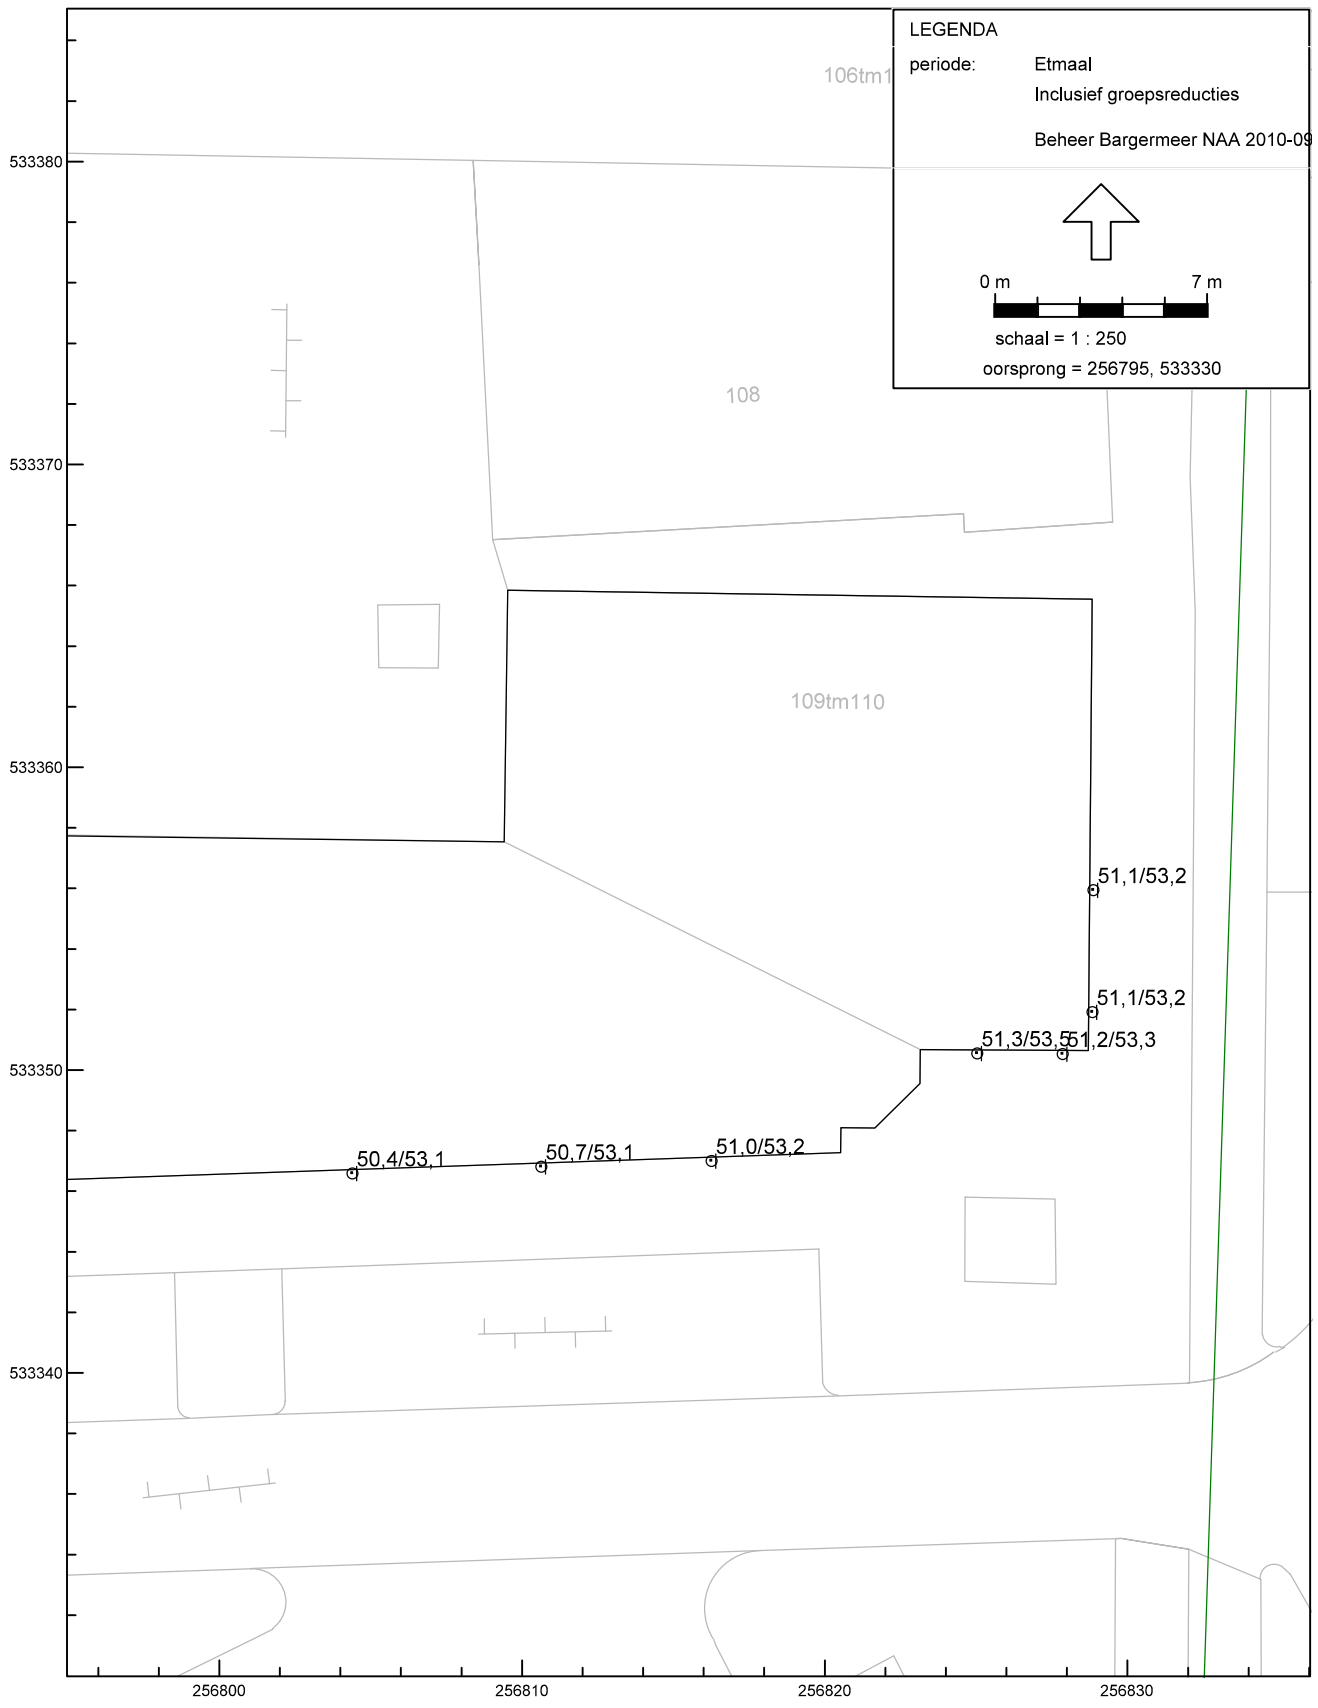 LEGENDA
periode: Etmaal
Inclusief groepsreducties
Beheer Bargermeer NAA 2010-09
0 m 7 m
schaal = 1 : 250
oorsprong = 256795, 533330
106tm1
533380
108
533370
109tm110
533360
51,1/53,2
51,1/53,2
51,3/53,5
51,2/53,3
533350
51,0/53,2
50,7/53,1
50,4/53,1
533340
256800
256810
256820
256830